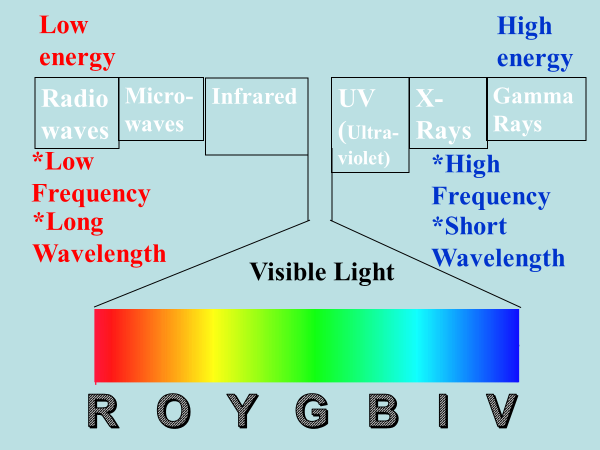 Low
energy
High
energy
Radio
waves
Micro-
waves
Infrared
UV
(Ultra-
violet)
X-
Rays
Gamma
Rays
*Low
Frequency
*Long
Wavelength
*High
Frequency
*Short
Wavelength
Visible Light
R O Y G B I V